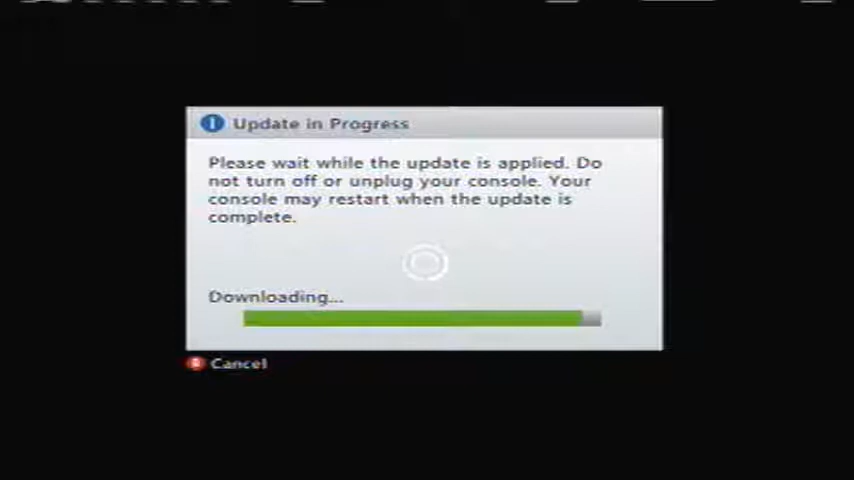 Update in Progress
Please wait while the update is applied. Do
not turn off or unplug your console. Your
console may restart when the update is
complete.
Downloading...
B Cancel